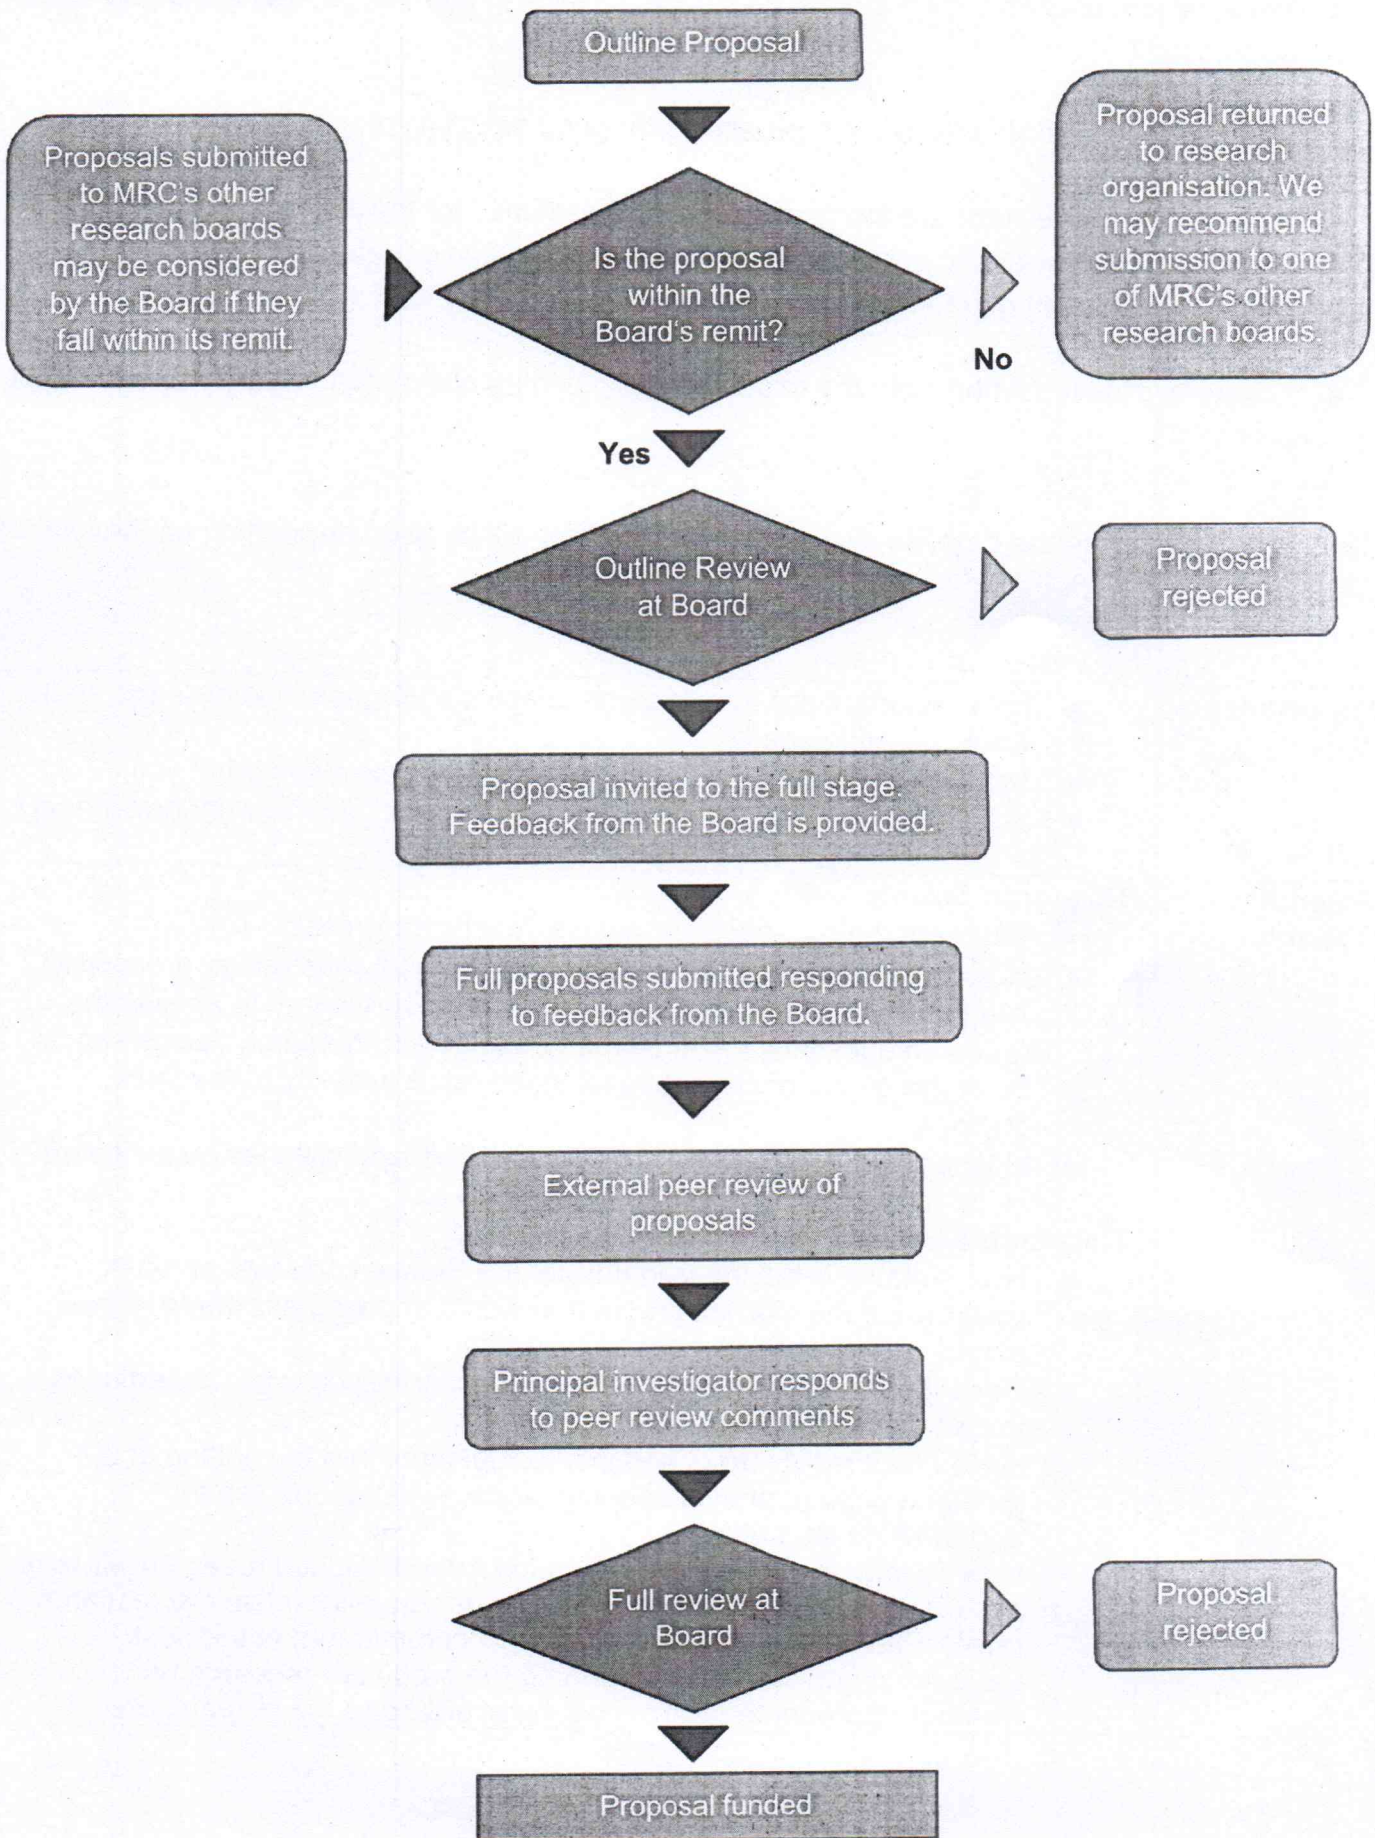 Outline Proposal
Proposals submitted
to MRC's other
research boards
may be considered
by the Board if they
fall within its remit.
Is the proposal
within the
Board's remit?
No
Proposal returned
to research
organisation. We
may recommend
submission to one
of MRC's other
research boards.
Yes
Outline Review
at Board
Proposal
rejected
Proposal invited to the full stage.
Feedback from the Board is provided.
Full proposals submitted responding
to feedback from the Board.
External peer review of
proposals
Principal investigator responds
to peer review comments
Full review at
Board
Proposal
rejected
Proposal funded